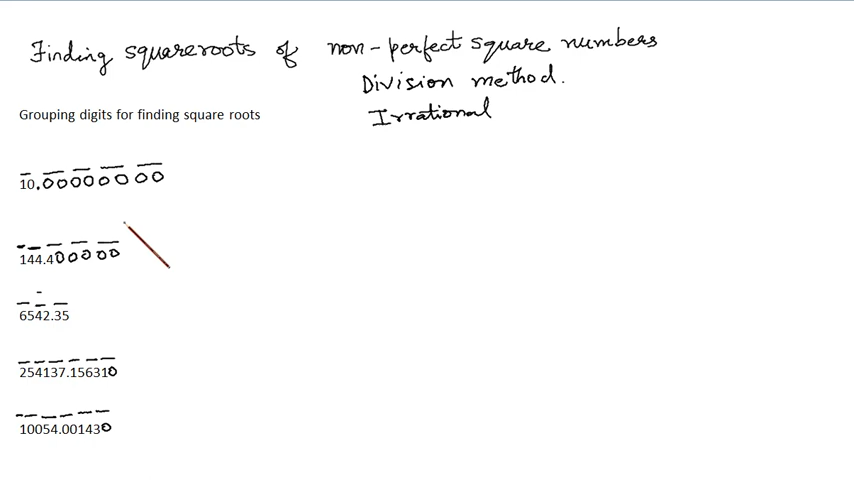 Finding squareroots of non-perfect square numbers
Division method.
Irrational
Grouping digits for finding square roots
10.00000000
144.400000
6542.35
254137.156310
10054.001430